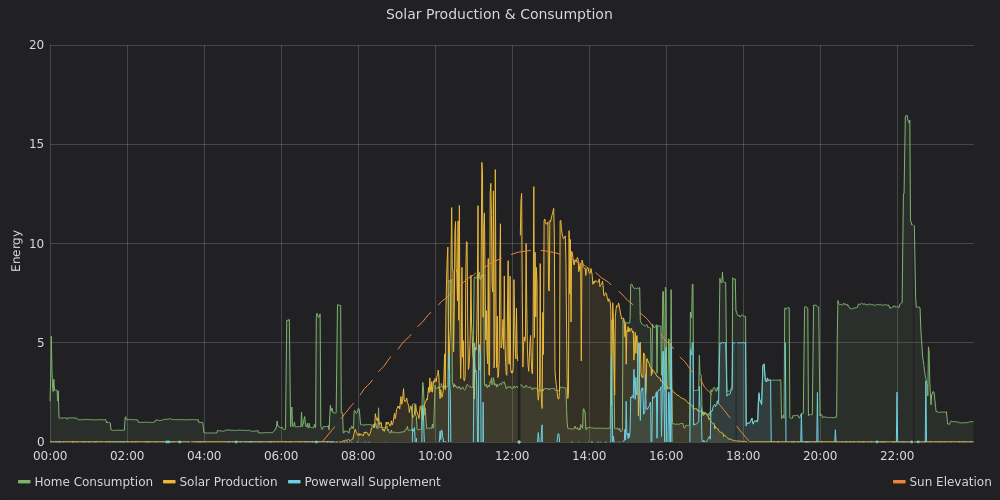 Solar Production & Consumption
20
15
10
5
0
Energy
00:00 02:00 04:00 06:00 08:00 10:00 12:00 14:00 16:00 18:00 20:00 22:00
Home Consumption Solar Production Powerwall Supplement Sun Elevation